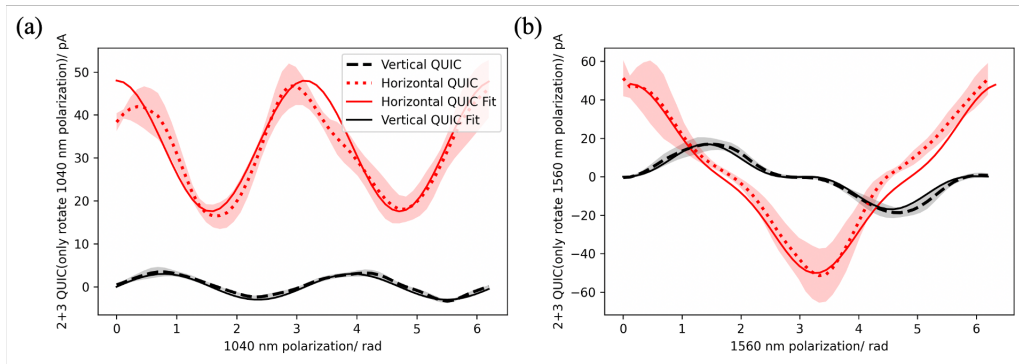 (a)
2+3 QUIC(only rotate 1040 nm polarization)/ pA
50
40
30
20
10
0
0 1 2 3 4 5 6
1040 nm polarization/ rad
Vertical QUIC
Horizontal QUIC
Horizontal QUIC Fit
Vertical QUIC Fit
(b)
2+3 QUIC(only rotate 1560 nm polarization)/ pA
60
40
20
0
−20
−40
−60
0 1 2 3 4 5 6
1560 nm polarization/ rad